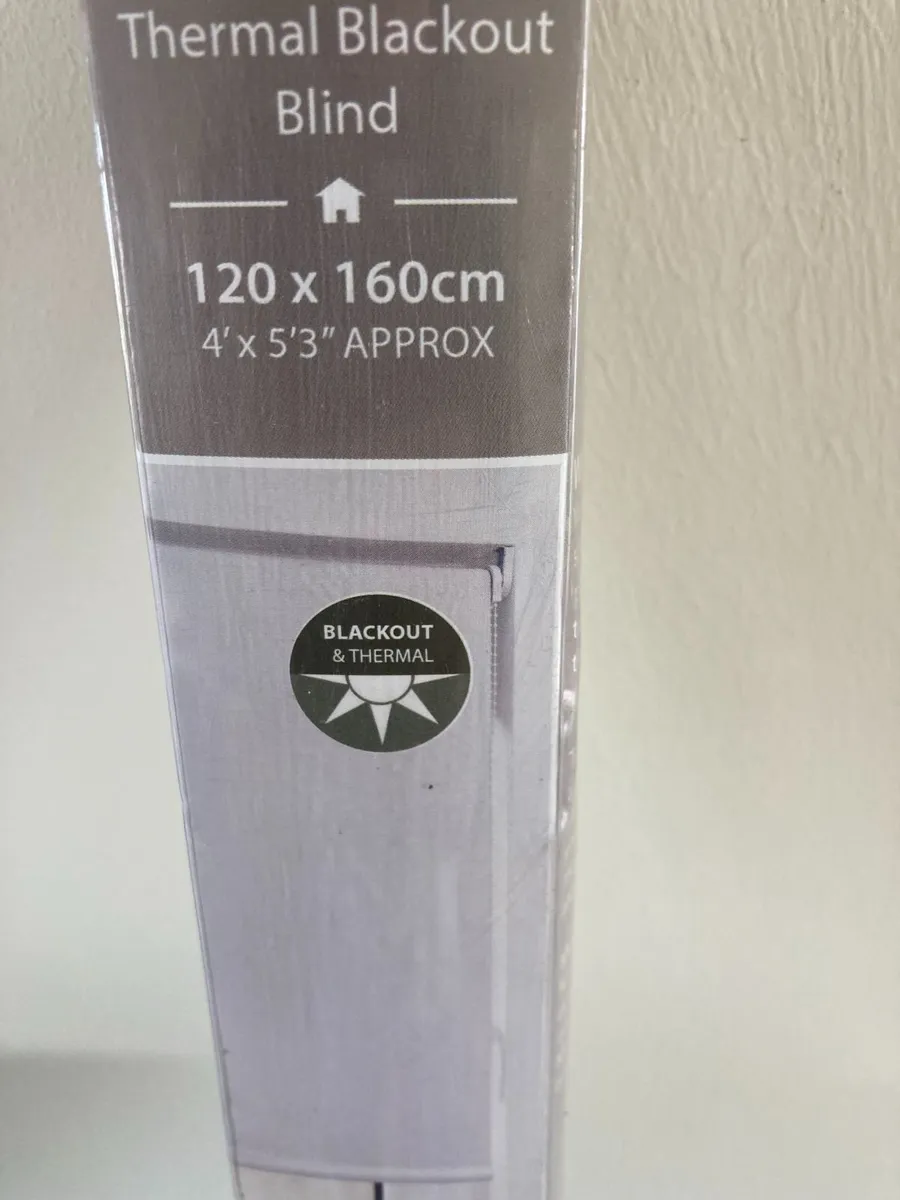 Thermal Blackout
Blind
120 x 160cm
4' x 5'3" APPROX
BLACKOUT
& THERMAL